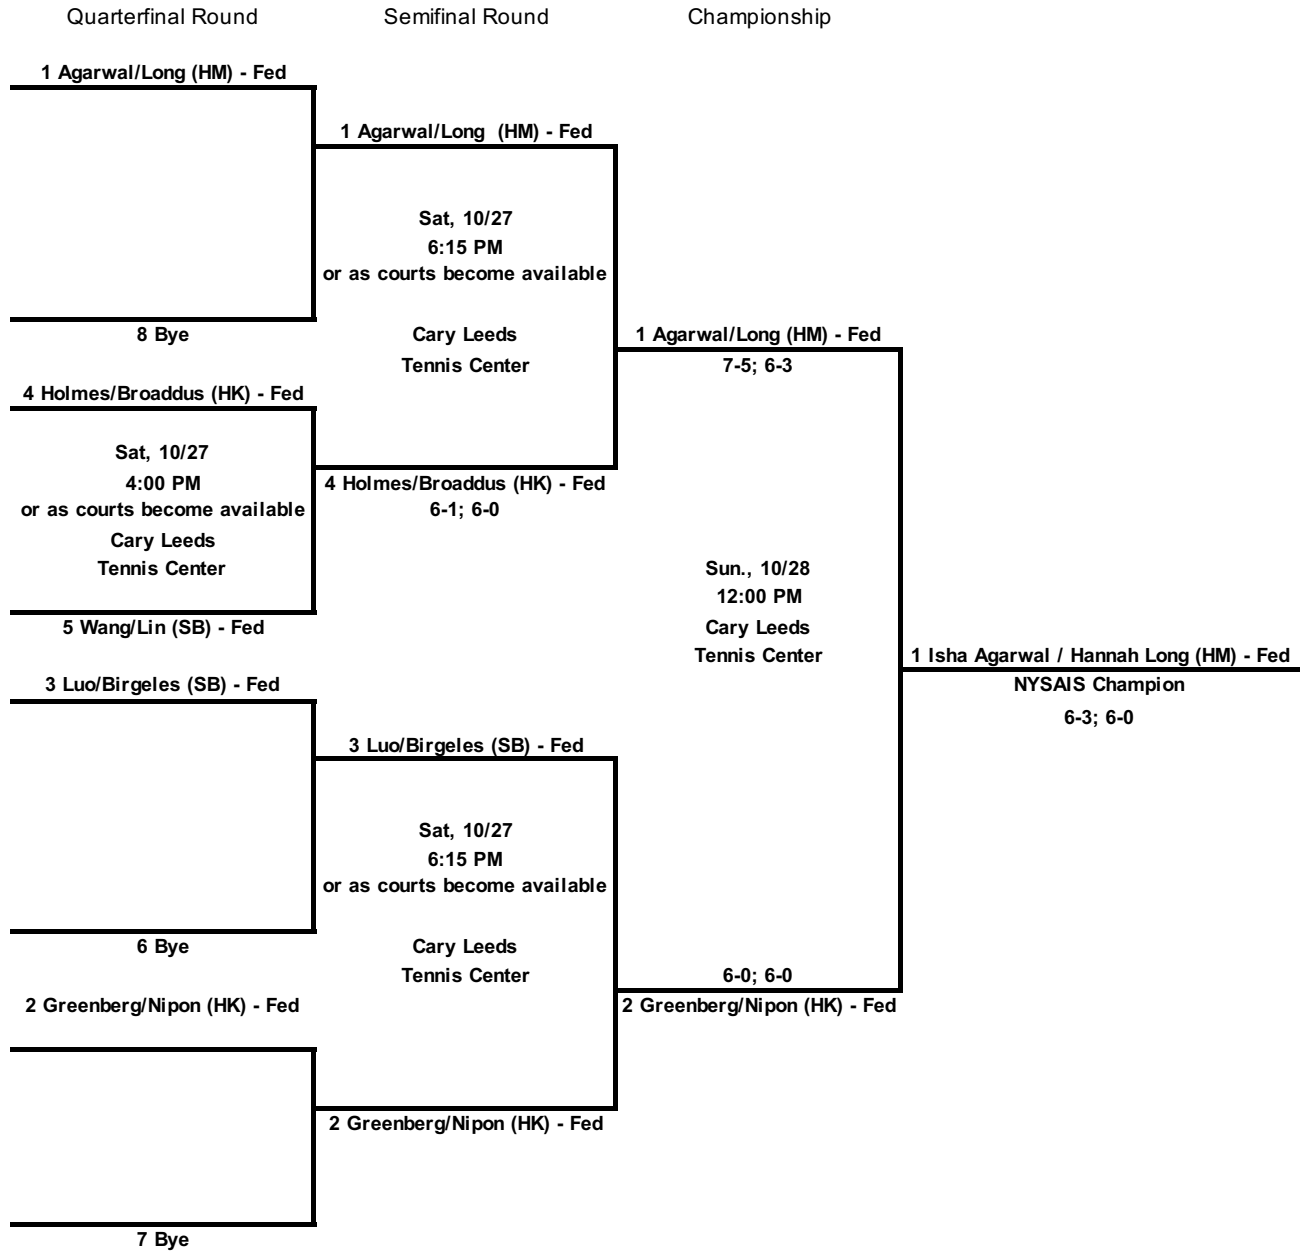 Quarterfinal Round
Semifinal Round
Championship
1 Agarwal/Long (HM) - Fed
8 Bye
4 Holmes/Broaddus (HK) - Fed
Sat, 10/27
4:00 PM
or as courts become available
Cary Leeds
Tennis Center
5 Wang/Lin (SB) - Fed
3 Luo/Birgeles (SB) - Fed
6 Bye
2 Greenberg/Nipon (HK) - Fed
7 Bye
1 Agarwal/Long (HM) - Fed
Sat, 10/27
6:15 PM
or as courts become available
Cary Leeds
Tennis Center
4 Holmes/Broaddus (HK) - Fed
6-1; 6-0
3 Luo/Birgeles (SB) - Fed
Sat, 10/27
6:15 PM
or as courts become available
Cary Leeds
Tennis Center
2 Greenberg/Nipon (HK) - Fed
1 Agarwal/Long (HM) - Fed
7-5; 6-3
Sun., 10/28
12:00 PM
Cary Leeds
Tennis Center
6-0; 6-0
2 Greenberg/Nipon (HK) - Fed
1 Isha Agarwal / Hannah Long (HM) - Fed
NYSAIS Champion
6-3; 6-0